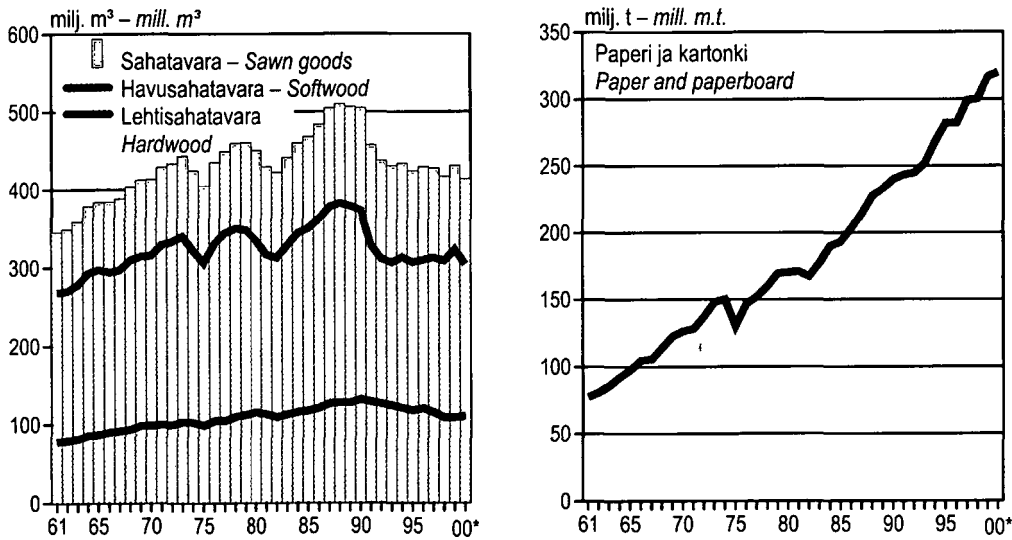 milj. m³ – mill. m³
600
500
400
300
200
100
0
Sahatavara – Sawn goods
Havusahatavara – Softwood
Lehtisahatavara
Hardwood
61 65 70 75 80 85 90 95 00*
milj. t – mill. m.t.
350
300
250
200
150
100
50
0
Paperi ja kartonki
Paper and paperboard
61 65 70 75 80 85 90 95 00*